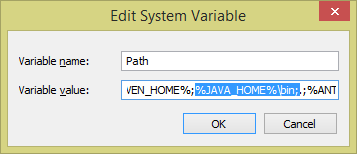 Edit System Variable
Variable name: Path
Variable value: VEN_HOME%;%JAVA_HOME%\bin;.;%ANT
OK Cancel